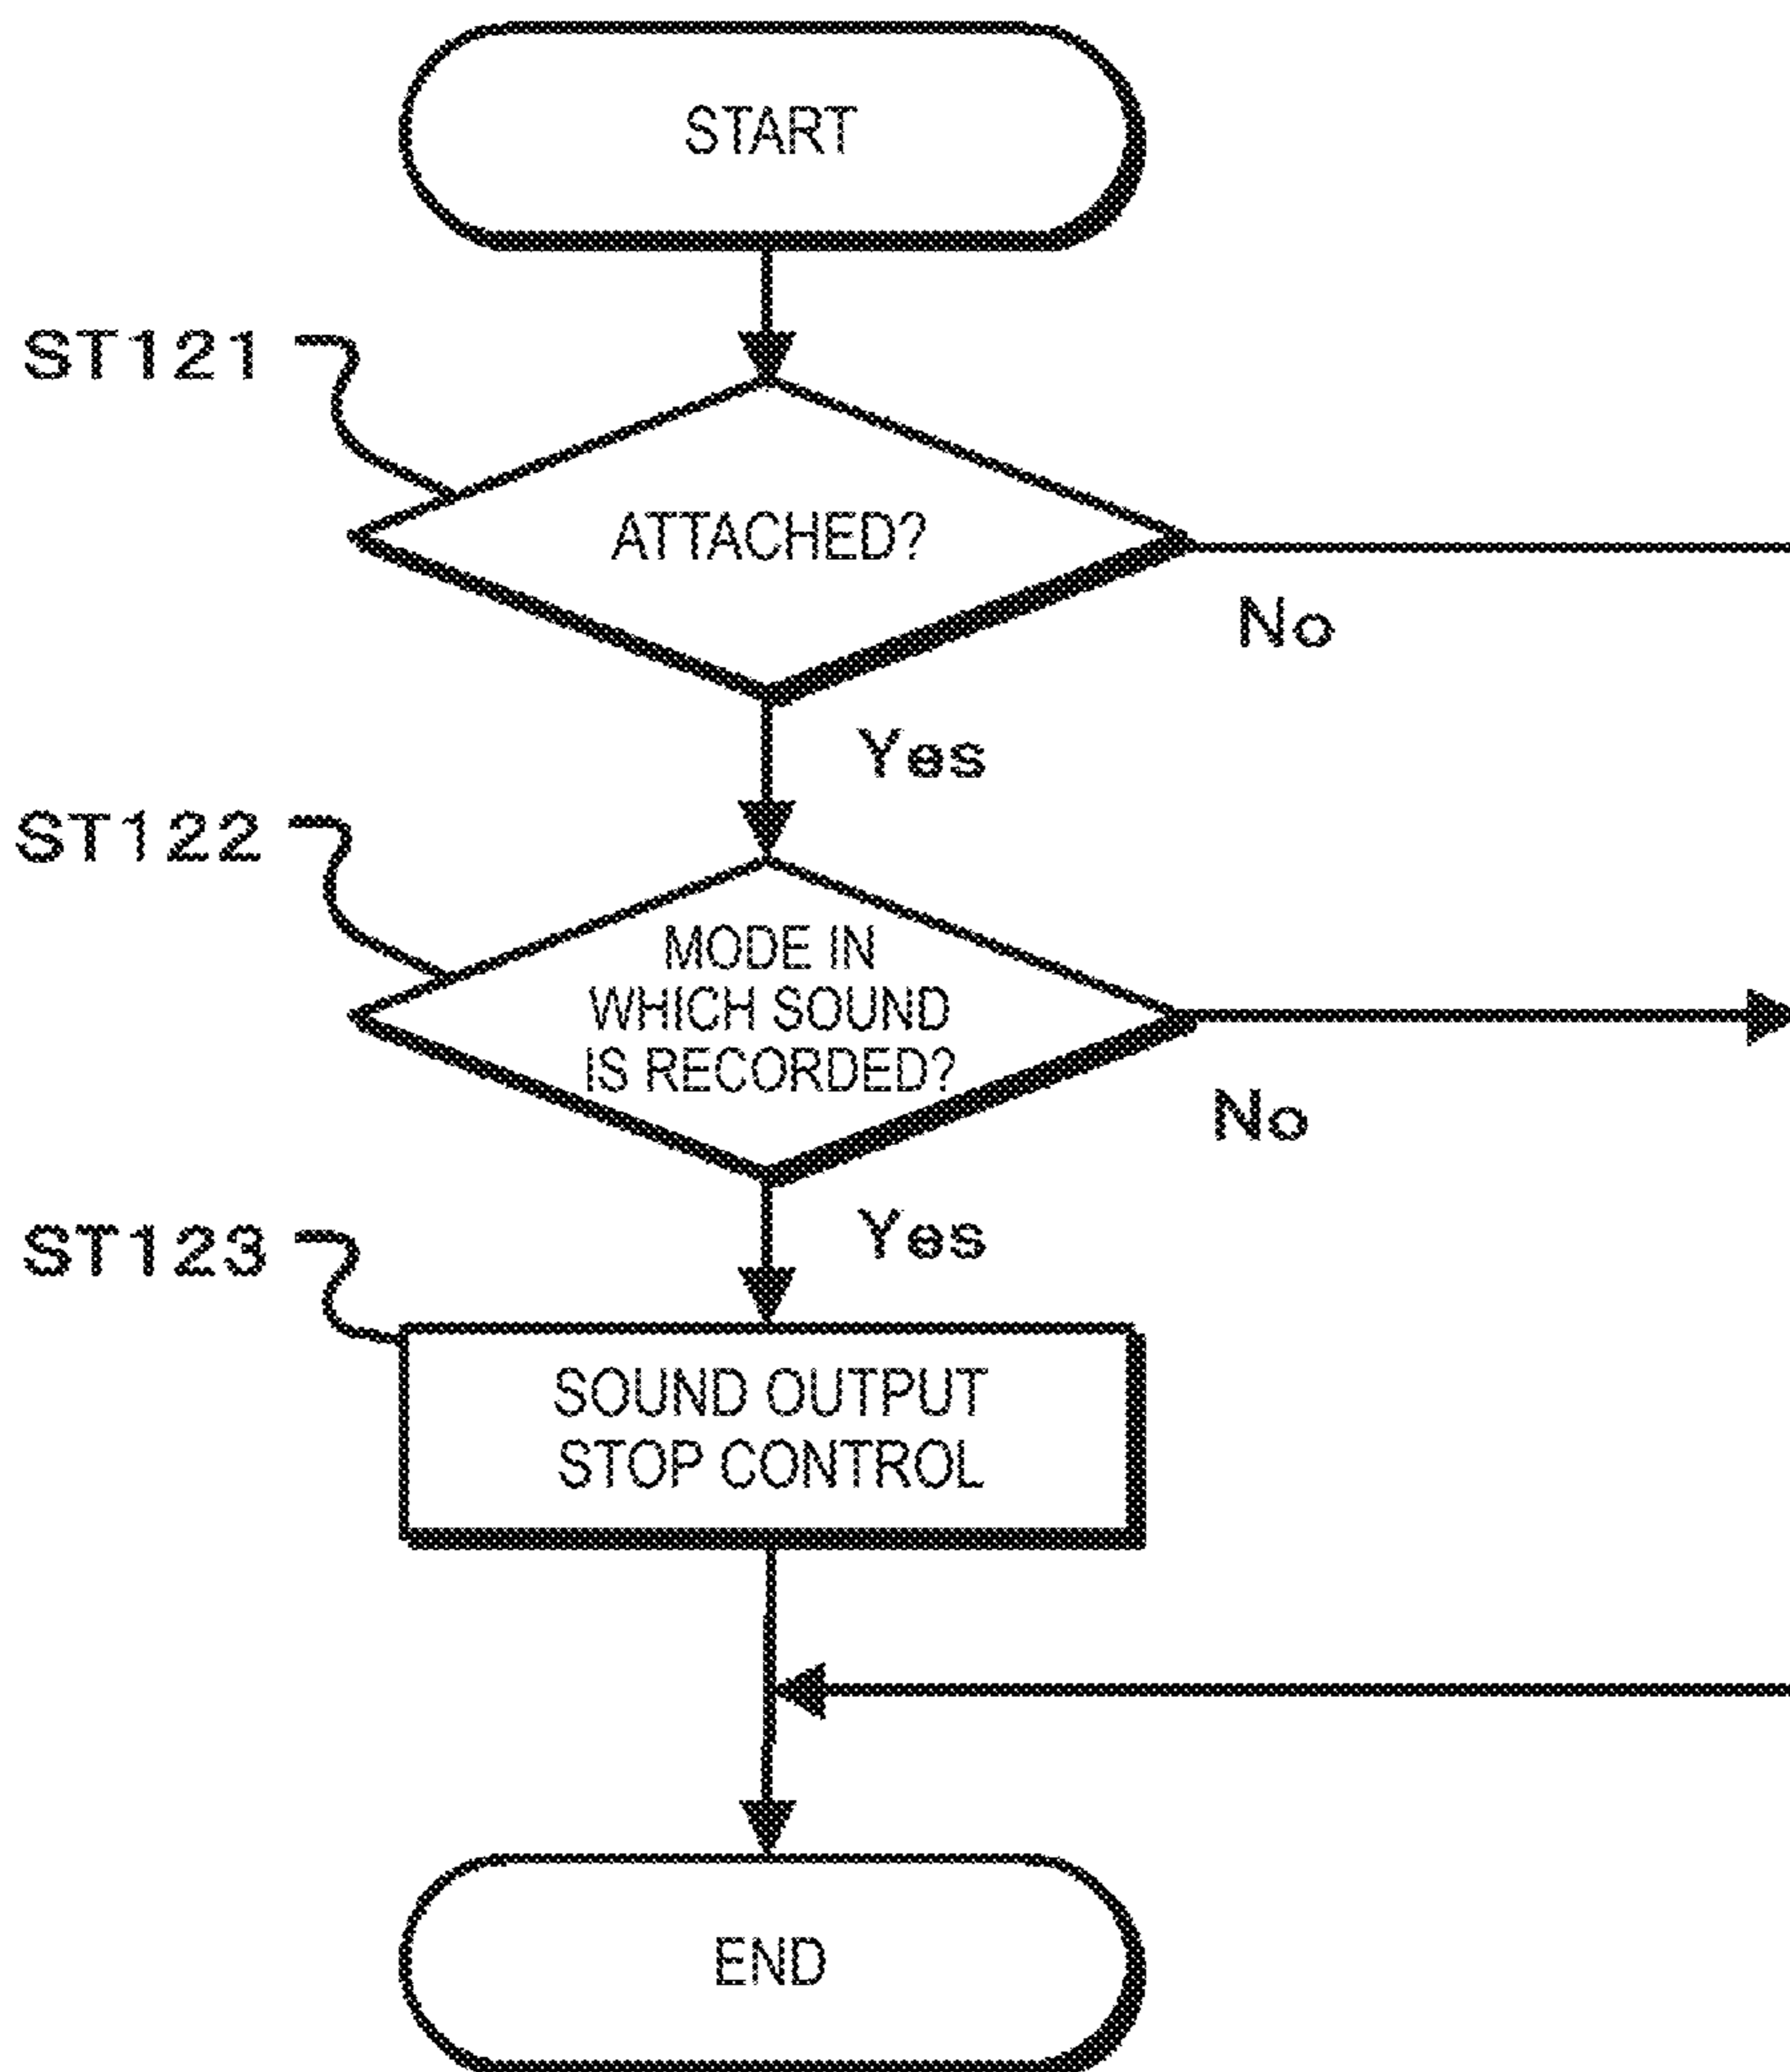 START
ST121
ATTACHED?
No
Yes
ST122
MODE IN
WHICH SOUND
IS RECORDED?
No
Yes
ST123
SOUND OUTPUT
STOP CONTROL
END